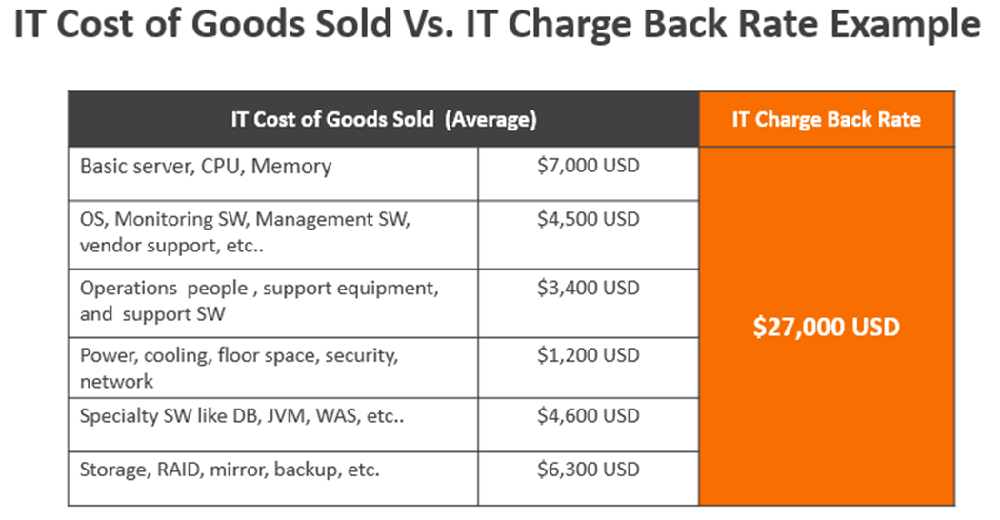 IT Cost of Goods Sold Vs. IT Charge Back Rate Example
IT Cost of Goods Sold (Average)
IT Charge Back Rate
Basic server, CPU, Memory
$7,000 USD
OS, Monitoring SW, Management SW,
vendor support, etc..
$4,500 USD
Operations people , support equipment,
and support SW
$3,400 USD
Power, cooling, floor space, security,
network
$1,200 USD
Specialty SW like DB, JVM, WAS, etc..
$4,600 USD
Storage, RAID, mirror, backup, etc.
$6,300 USD
$27,000 USD